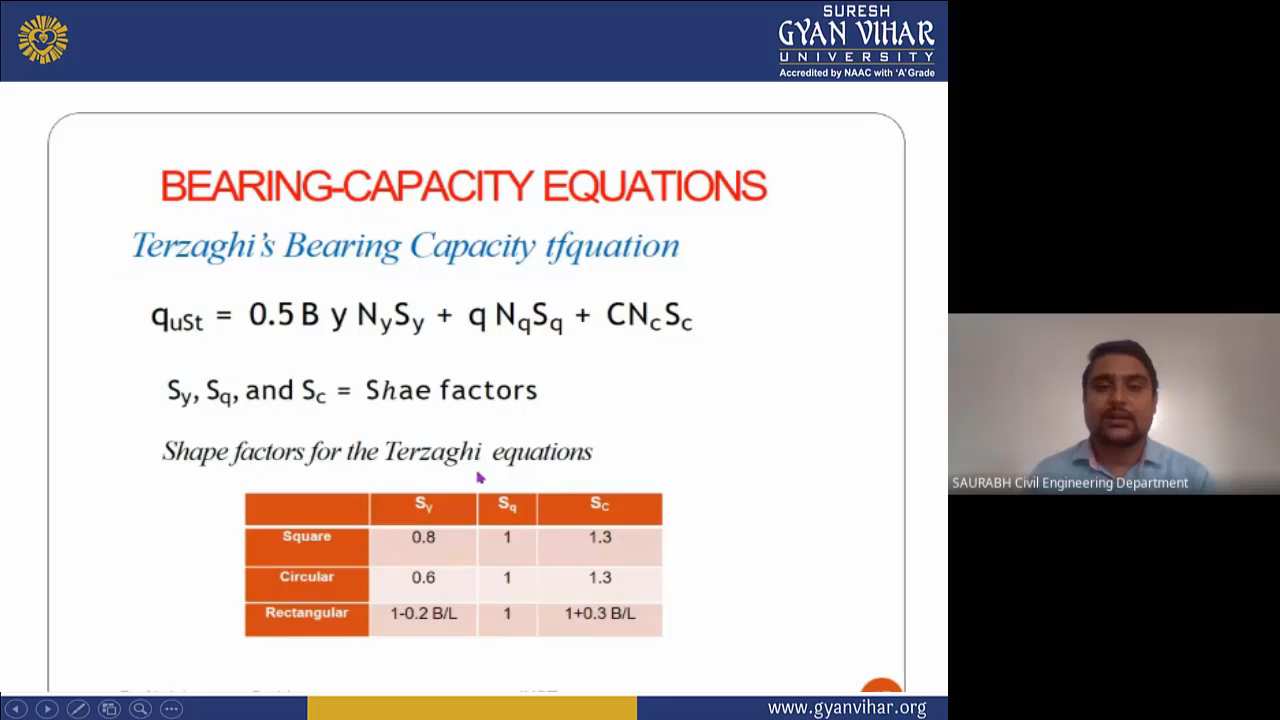 SURESH
GYAN VIHAR
UNIVERSITY
Accredited by NAAC with 'A' Grade
BEARING-CAPACITY EQUATIONS
Terzaghi's Bearing Capacity tfquation
quSt = 0.5 B y NySy + q NqSq + CNcSc
Sy, Sq, and Sc = Shae factors
Shape factors for the Terzaghi equations
Sγ Sq SC
Square 0.8 1 1.3
Circular 0.6 1 1.3
Rectangular 1-0.2 B/L 1 1+0.3 B/L
SAURABH Civil Engineering Department
www.gyanvihar.org